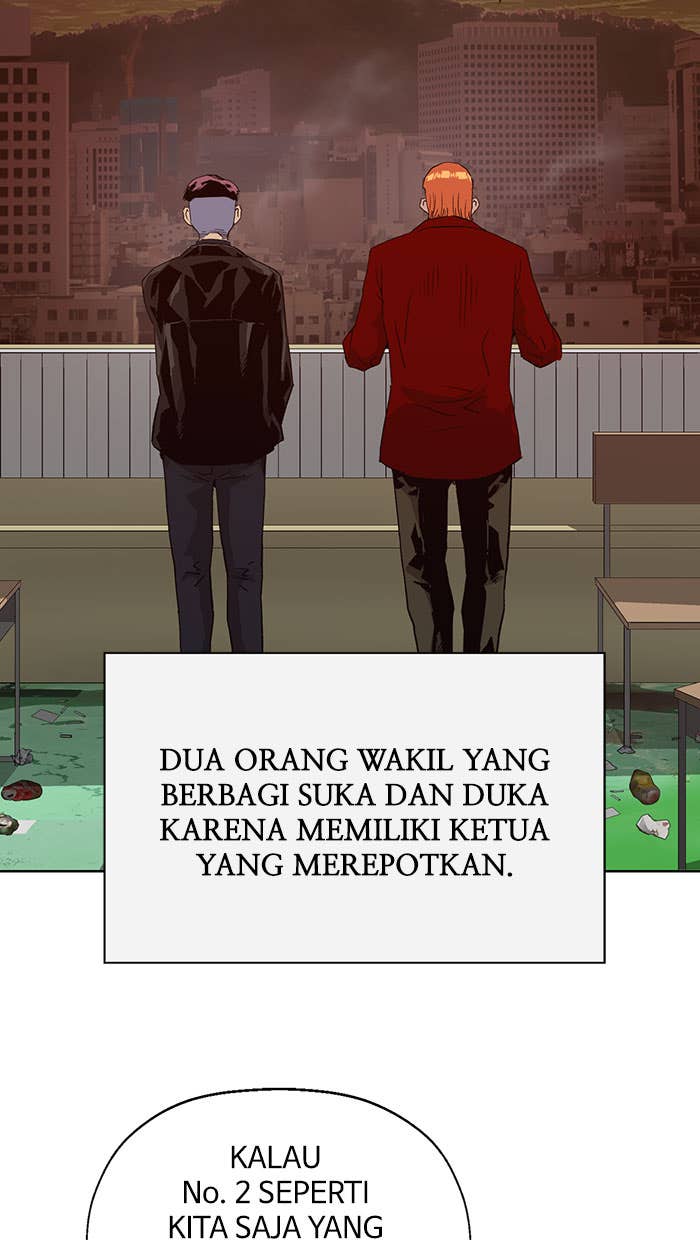 DUA ORANG WAKIL YANG
BERBAGI SUKA DAN DUKA
KARENA MEMILIKI KETUA
YANG MEREPOTKAN.
KALAU
No. 2 SEPERTI
KITA SAJA YANG